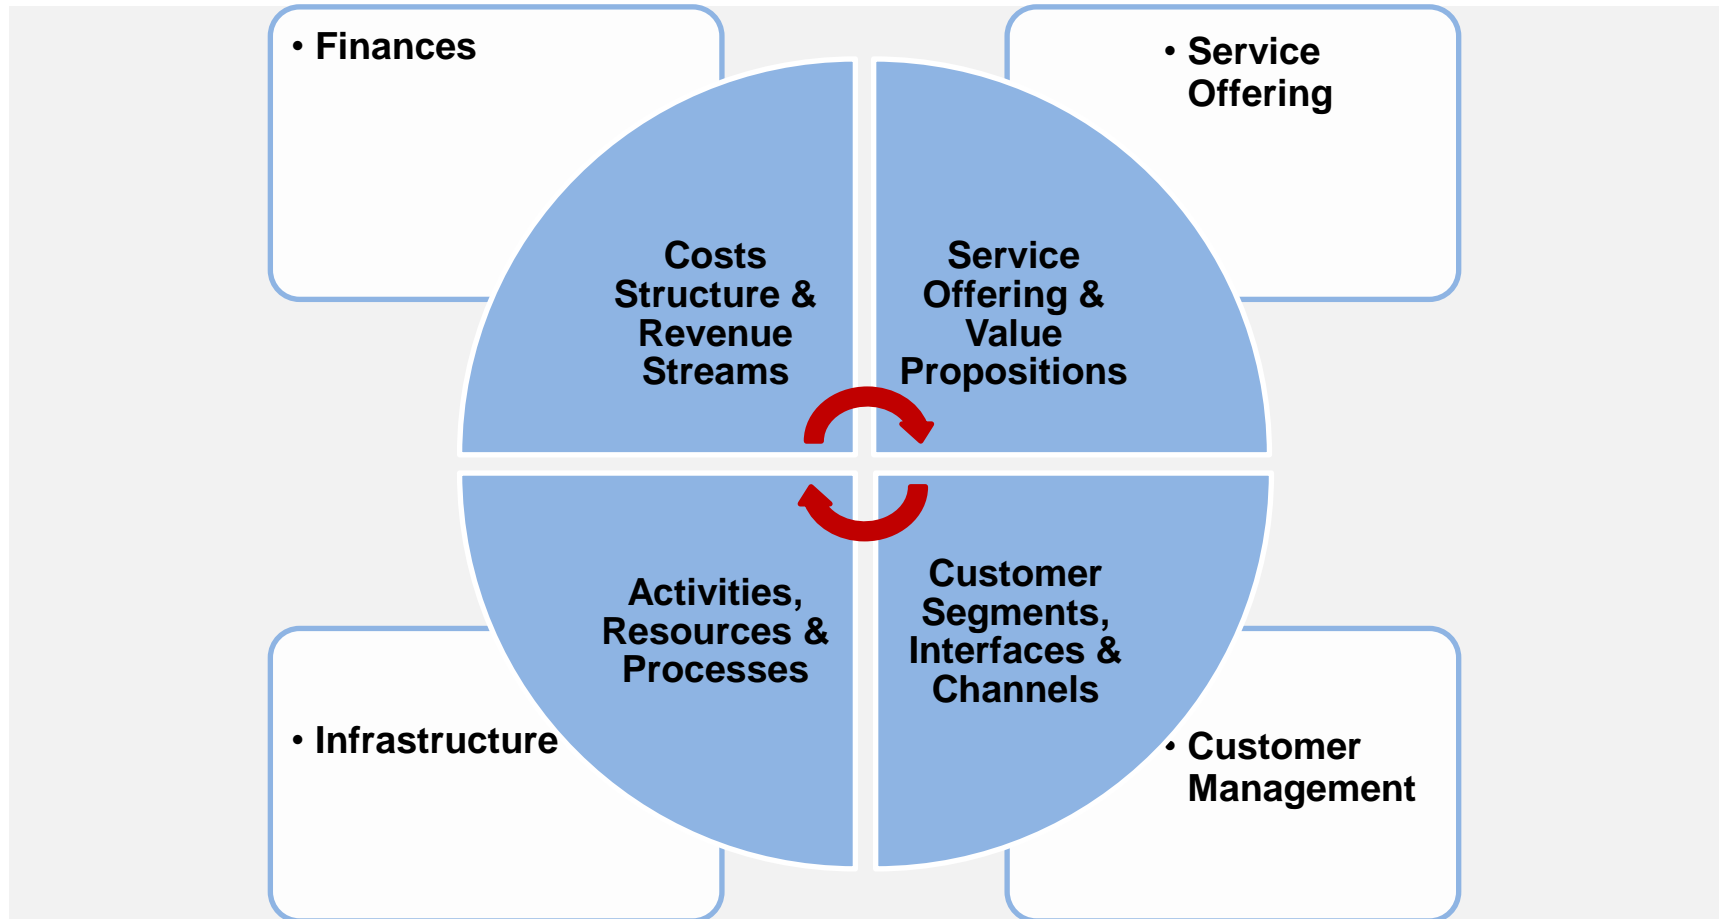 • Finances
• Service
Offering
Costs
Structure &
Revenue
Streams
Service
Offering &
Value
Propositions
Activities,
Resources &
Processes
Customer
Segments,
Interfaces &
Channels
• Infrastructure
• Customer
Management